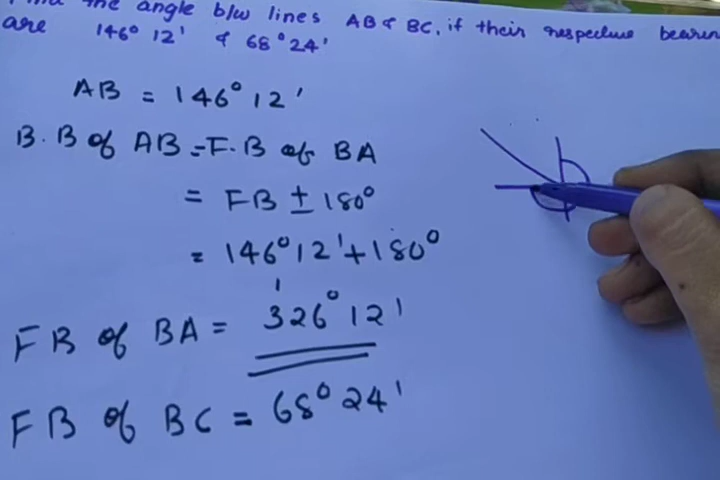 the angle b/w lines AB & BC, if their respective
are 146° 12' & 68° 24'
AB = 146° 12'
B.B of AB = F.B of BA
= FB ± 180°
= 146° 12' + 180°
FB of BA = 326° 12'
FB of BC = 68° 24'